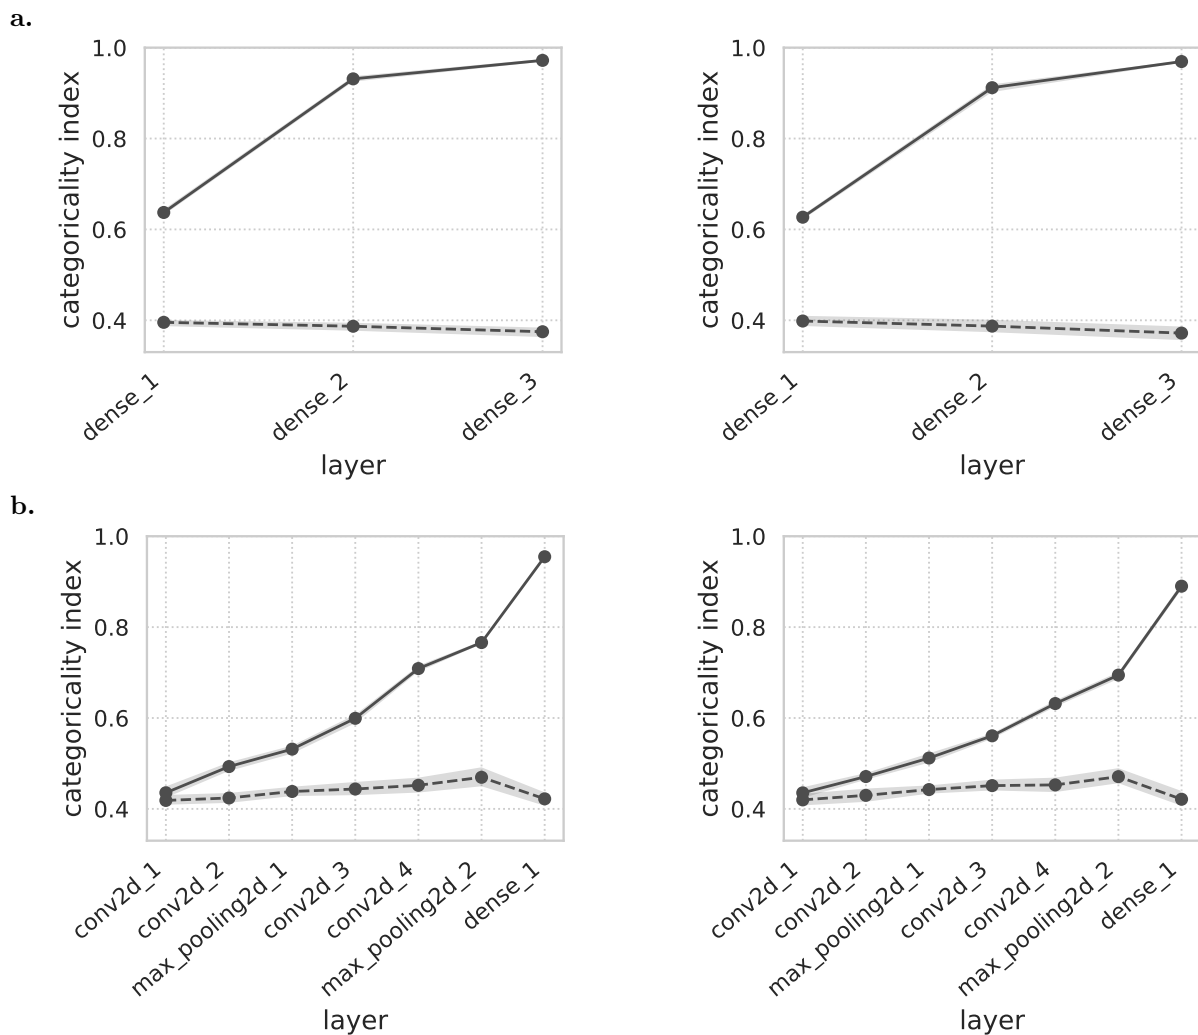 a.
categoricality index
1.0
0.8
0.6
0.4
dense_1
dense_2
dense_3
layer
categoricality index
1.0
0.8
0.6
0.4
dense_1
dense_2
dense_3
layer
b.
categoricality index
1.0
0.8
0.6
0.4
conv2d_1
conv2d_2
max_pooling2d_1
conv2d_3
conv2d_4
max_pooling2d_2
dense_1
layer
categoricality index
1.0
0.8
0.6
0.4
conv2d_1
conv2d_2
max_pooling2d_1
conv2d_3
conv2d_4
max_pooling2d_2
dense_1
layer